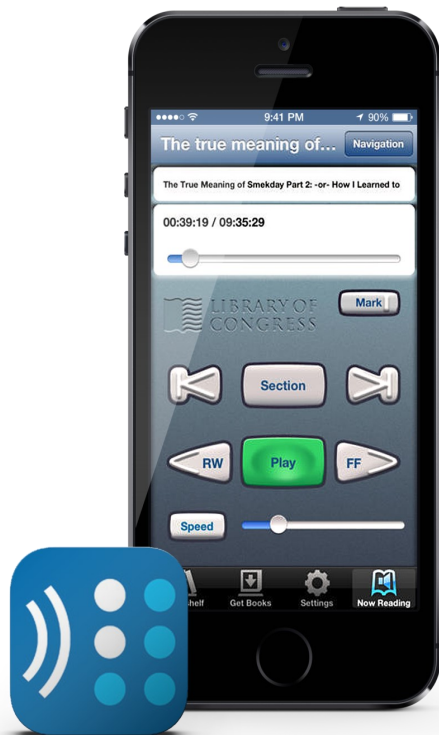 9:41 PM
90%
The true meaning of...
Navigation
The True Meaning of Smekday Part 2: -or- How I Learned to
00:39:19 / 09:35:29
LIBRARY OF
CONGRESS
Mark
Section
RW
Play
FF
Speed
helf
Get Books
Settings
Now Reading